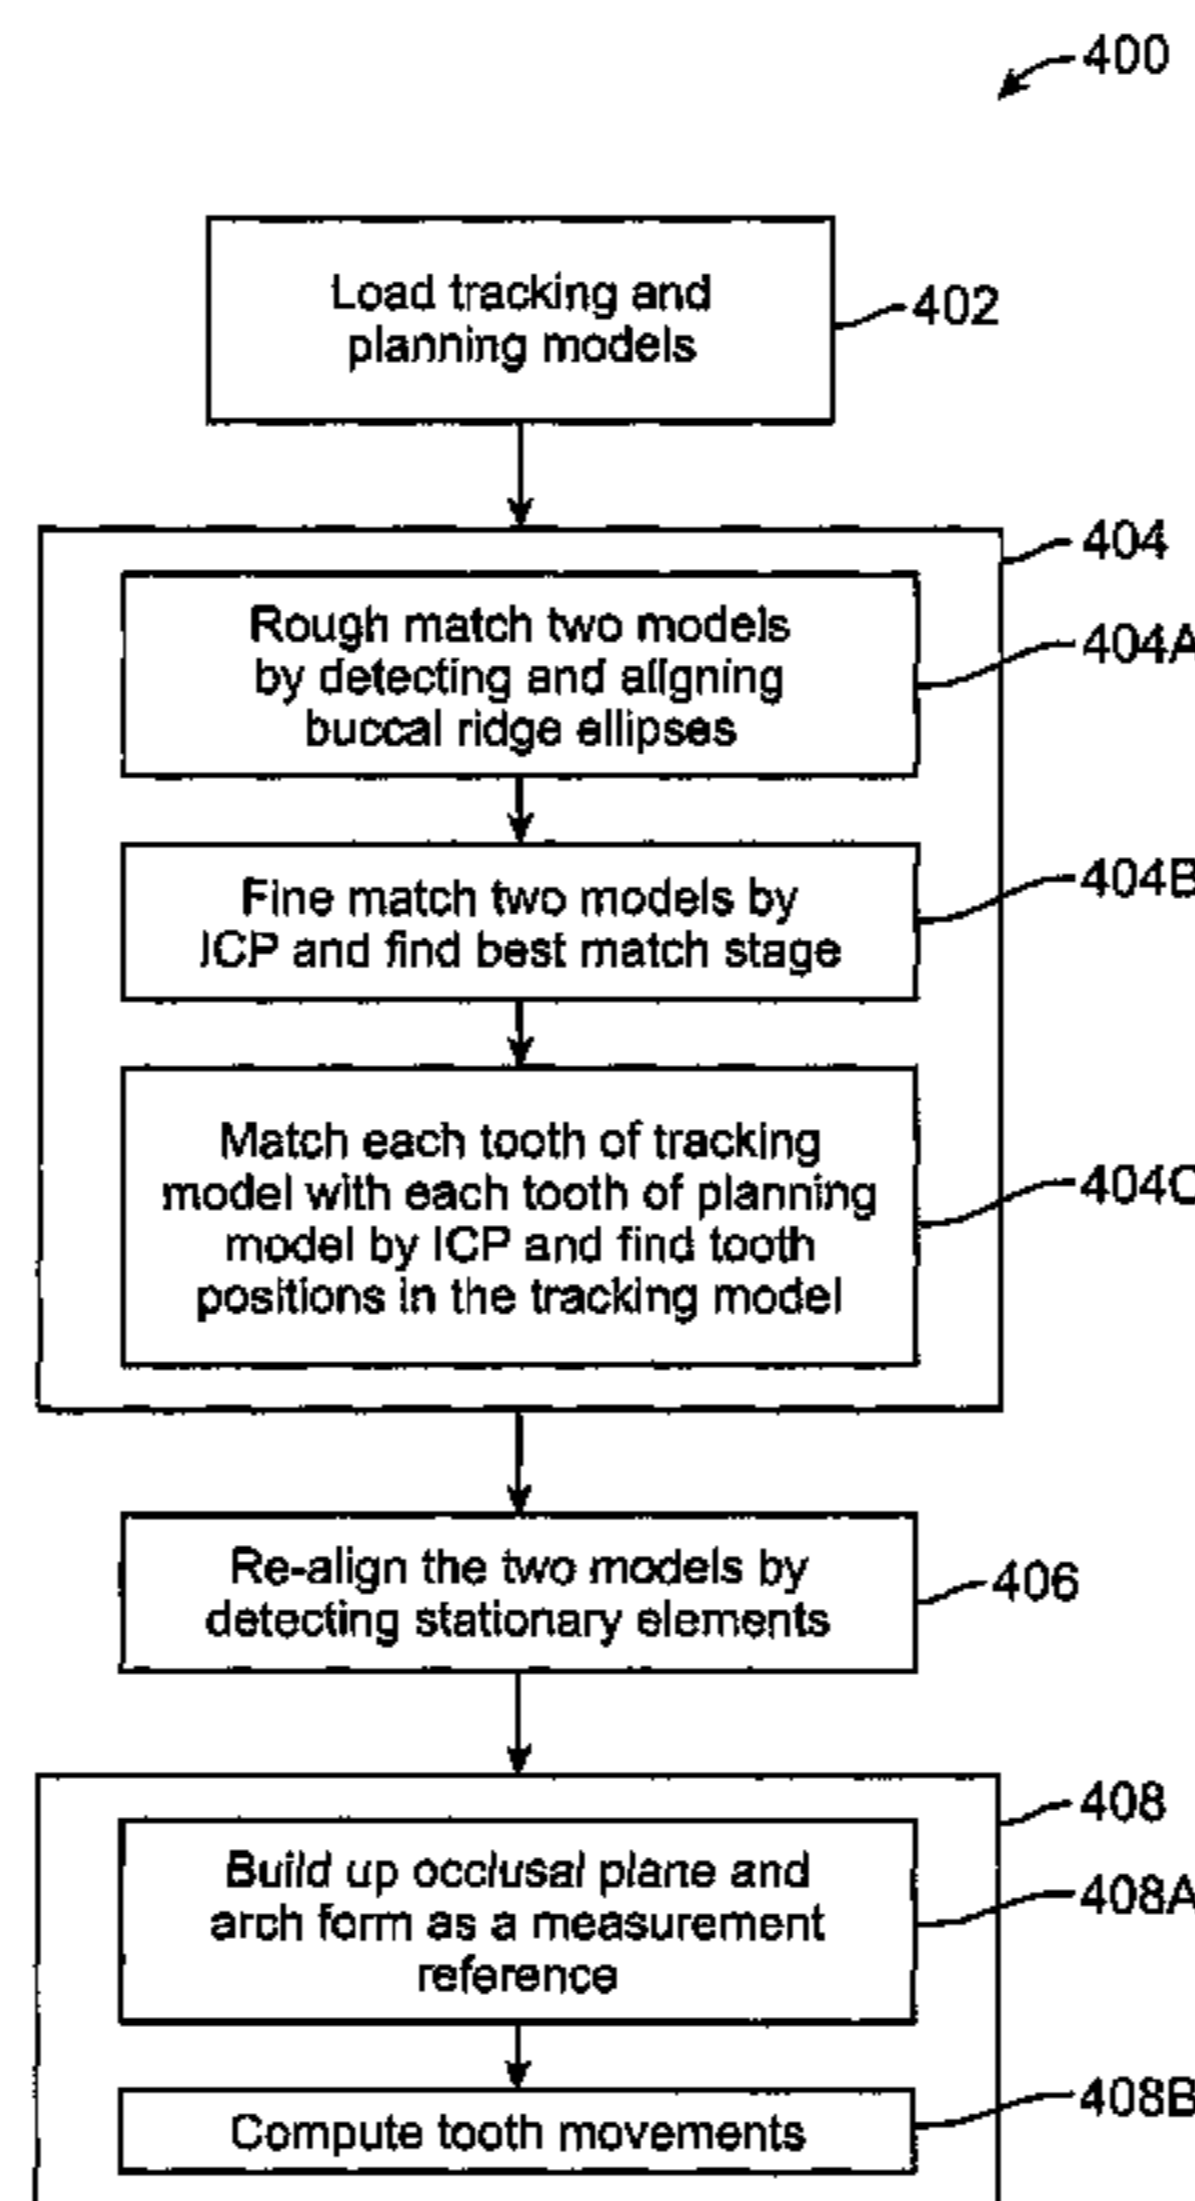 400
Load tracking and
planning models
402
404
Rough match two models
by detecting and aligning
buccal ridge ellipses
404A
Fine match two models by
ICP and find best match stage
404B
Match each tooth of tracking
model with each tooth of planning
model by ICP and find tooth
positions in the tracking model
404C
Re-align the two models by
detecting stationary elements
406
408
Build up occlusal plane and
arch form as a measurement
reference
408A
Compute tooth movements
408B